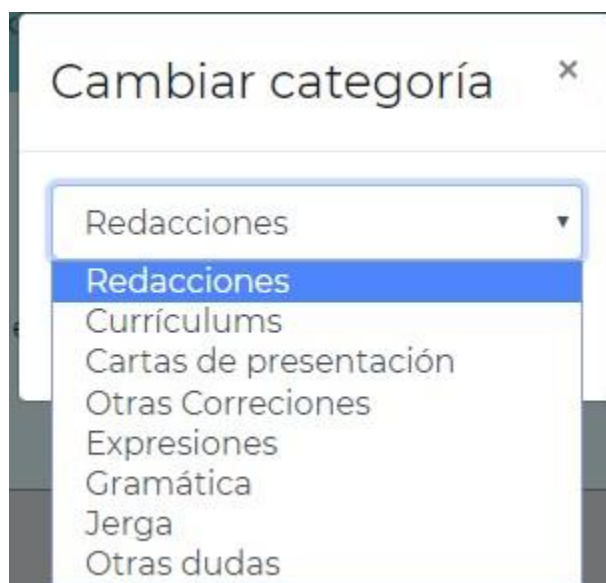 Cambiar categoría ×
Redacciones
Redacciones
Currículums
Cartas de presentación
Otras Correciones
Expresiones
Gramática
Jerga
Otras dudas